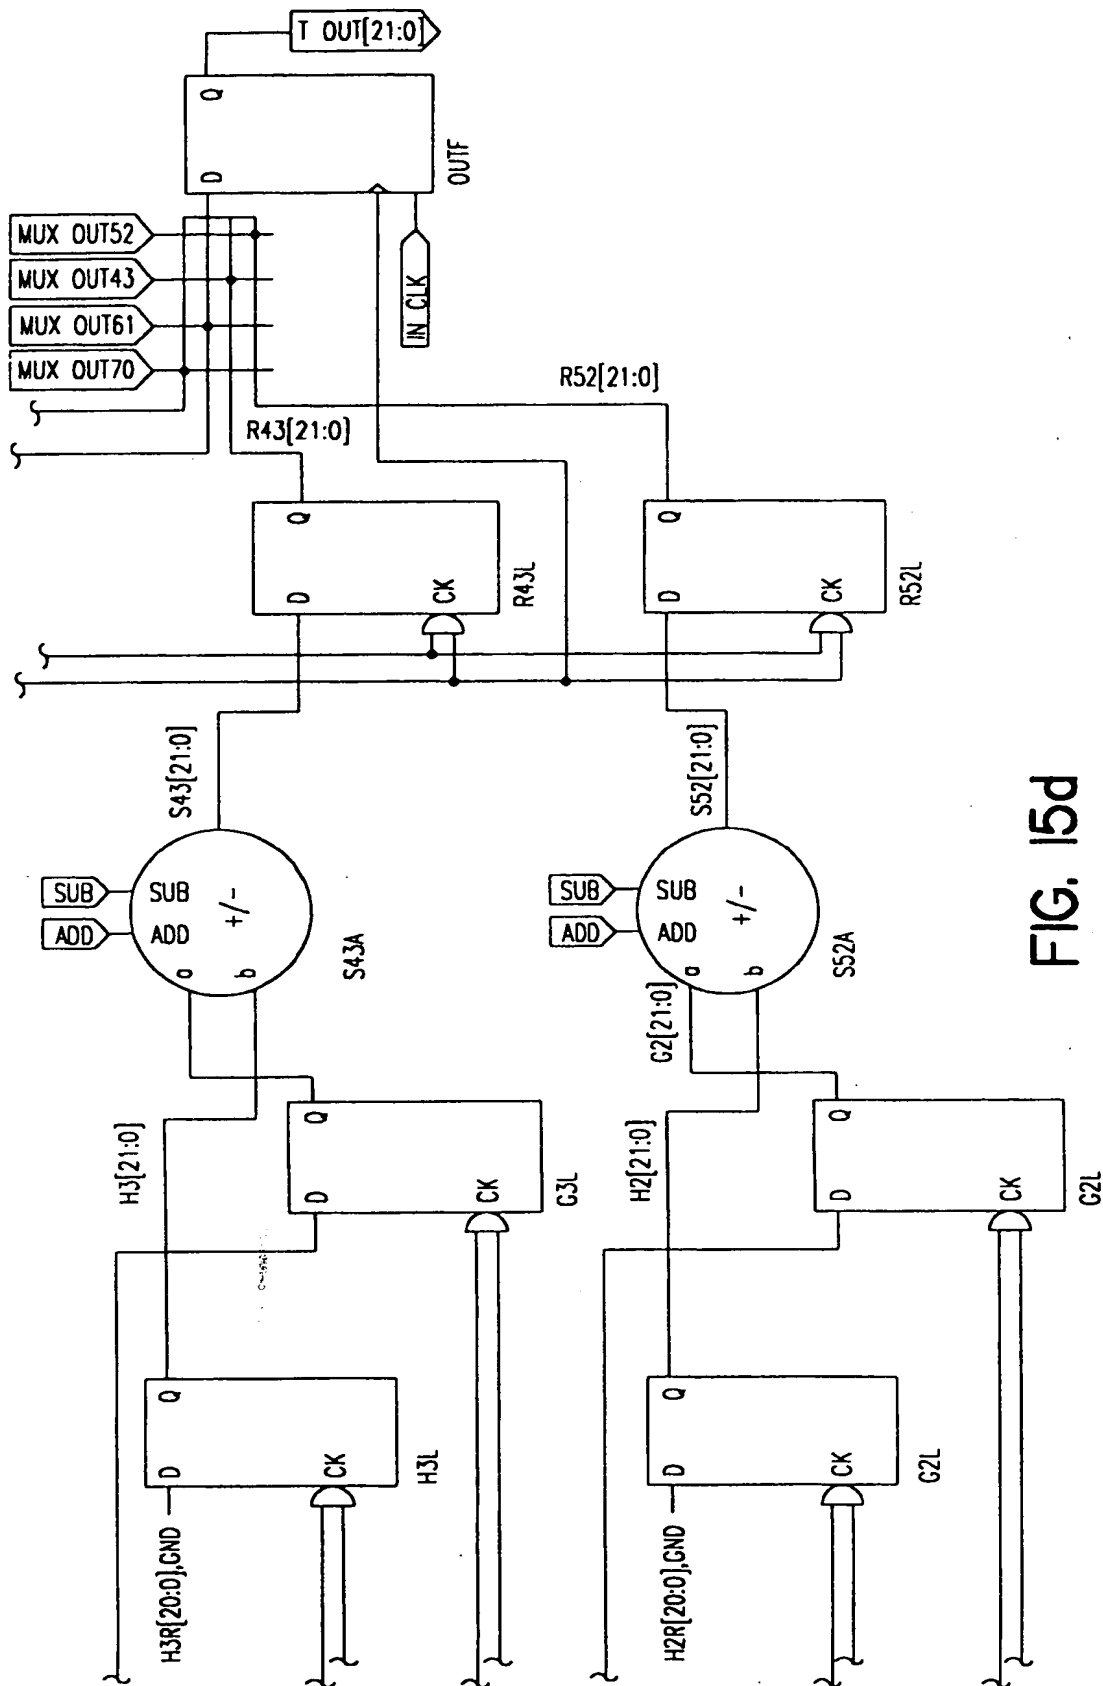 T OUT[21:0]
Q
D
OUTF
MUX OUT52
MUX OUT43
MUX OUT61
MUX OUT70
IN CLK
R52[21:0]
R43[21:0]
Q
D
CK
R43L
Q
D
CK
R52L
S43[21:0]
S52[21:0]
SUB
ADD
SUB
ADD
+/-
a
b
S43A
SUB
ADD
SUB
ADD
+/-
a
b
S52A
G2[21:0]
H3[21:0]
Q
D
CK
G3L
H2[21:0]
Q
D
CK
G2L
Q
D
CK
H3L
H3R[20:0],GND
Q
D
CK
G2L
H2R[20:0],GND
FIG. 15d